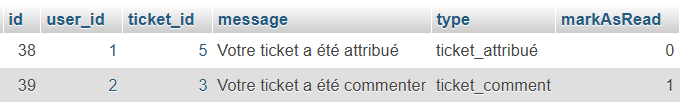 id user_id ticket_id message type markAsRead
38 1 5 Votre ticket a été attribué ticket_attribué 0
39 2 3 Votre ticket a été commenter ticket_comment 1